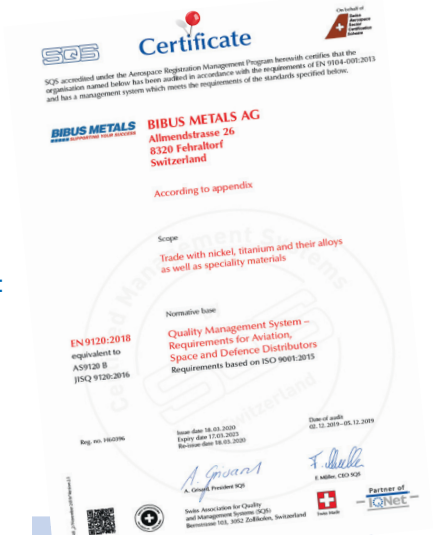 On behalf of
Swiss
Aerospace
Certification
Scheme
SQS
Certificate
SQS accredited under the Aerospace Registration Management Program herewith certifies that the
organisation named below has been audited in accordance with the requirements of EN 9104-001:2013
and has a management system which meets the requirements of the standards specified below.
BIBUS METALS
SUPPORTING YOUR SUCCESS
BIBUS METALS AG
Allmendstrasse 26
8320 Fehraltorf
Switzerland
According to appendix
Scope
Trade with nickel, titanium and their alloys
as well as speciality materials
Normative base
EN 9120:2018
equivalent to
AS9120 B
JISQ 9120:2016
Quality Management System –
Requirements for Aviation,
Space and Defence Distributors
Requirements based on ISO 9001:2015
Reg. no. H60396
Issue date 18.03.2020
Expiry date 17.03.2023
Re-issue date 18.03.2020
Date of audit
02.12.2019–05.12.2019
A. Grisard, President SQS
F. Müller, CEO SQS
Swiss Association for Quality
and Management Systems (SQS)
Bernstrasse 103, 3052 Zollikofen, Switzerland
Swiss Made
Partner of
IQNet